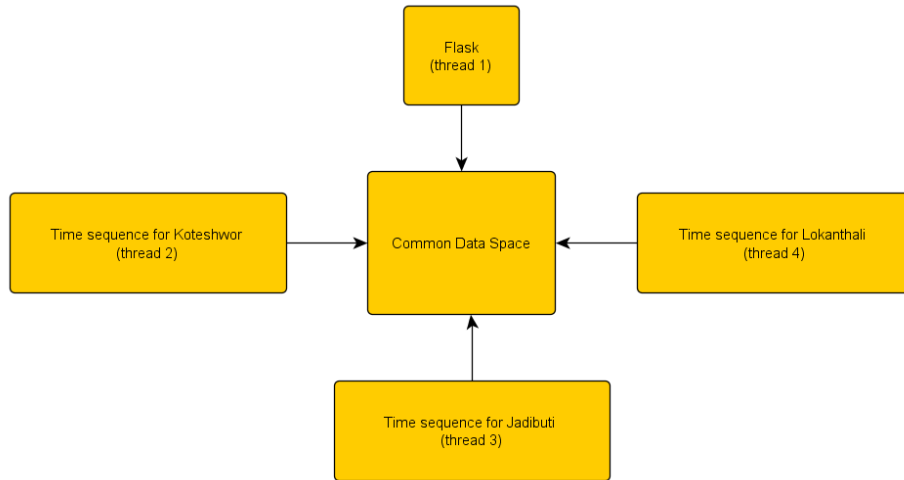 Flask
(thread 1)
Time sequence for Koteshwor
(thread 2)
Common Data Space
Time sequence for Lokanthali
(thread 4)
Time sequence for Jadibuti
(thread 3)